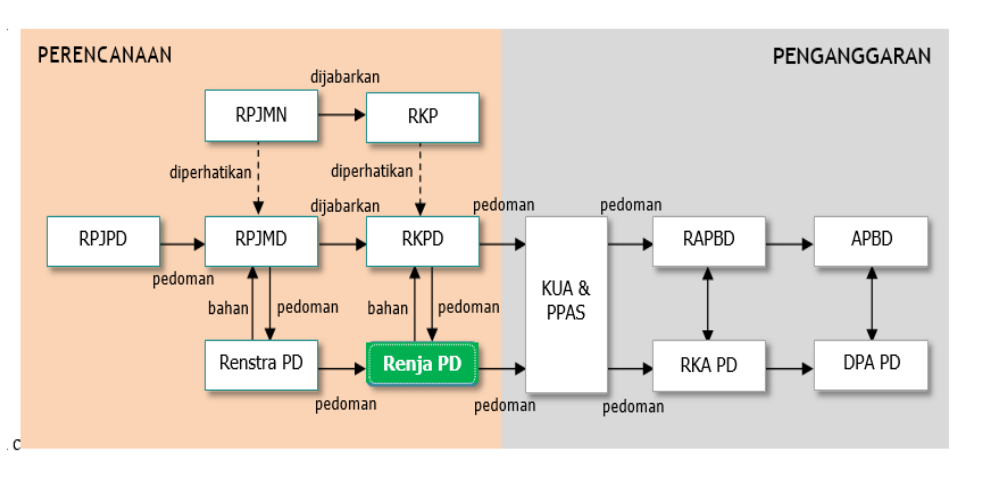 PERENCANAAN
PENGANGGARAN
dijabarkan
RPJMN
RKP
diperhatikan
diperhatikan
dijabarkan
pedoman
pedoman
RPJPD
RPJMD
RKPD
RAPBD
APBD
pedoman
KUA &
PPAS
bahan
pedoman
bahan
pedoman
Renstra PD
Renja PD
RKA PD
DPA PD
pedoman
pedoman
pedoman
. c